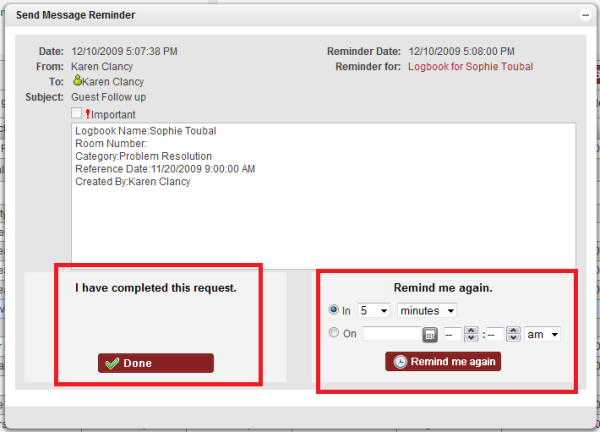 Send Message Reminder
Date: 12/10/2009 5:07:38 PM Reminder Date: 12/10/2009 5:08:00 PM
From: Karen Clancy Reminder for: Logbook for Sophie Toubal
To: Karen Clancy
Subject: Guest Follow up
!Important
Logbook Name:Sophie Toubal
Room Number:
Category:Problem Resolution
Reference Date:11/20/2009 9:00:00 AM
Created By:Karen Clancy
I have completed this request. Remind me again.
In 5 minutes
On -- : -- am
Done Remind me again